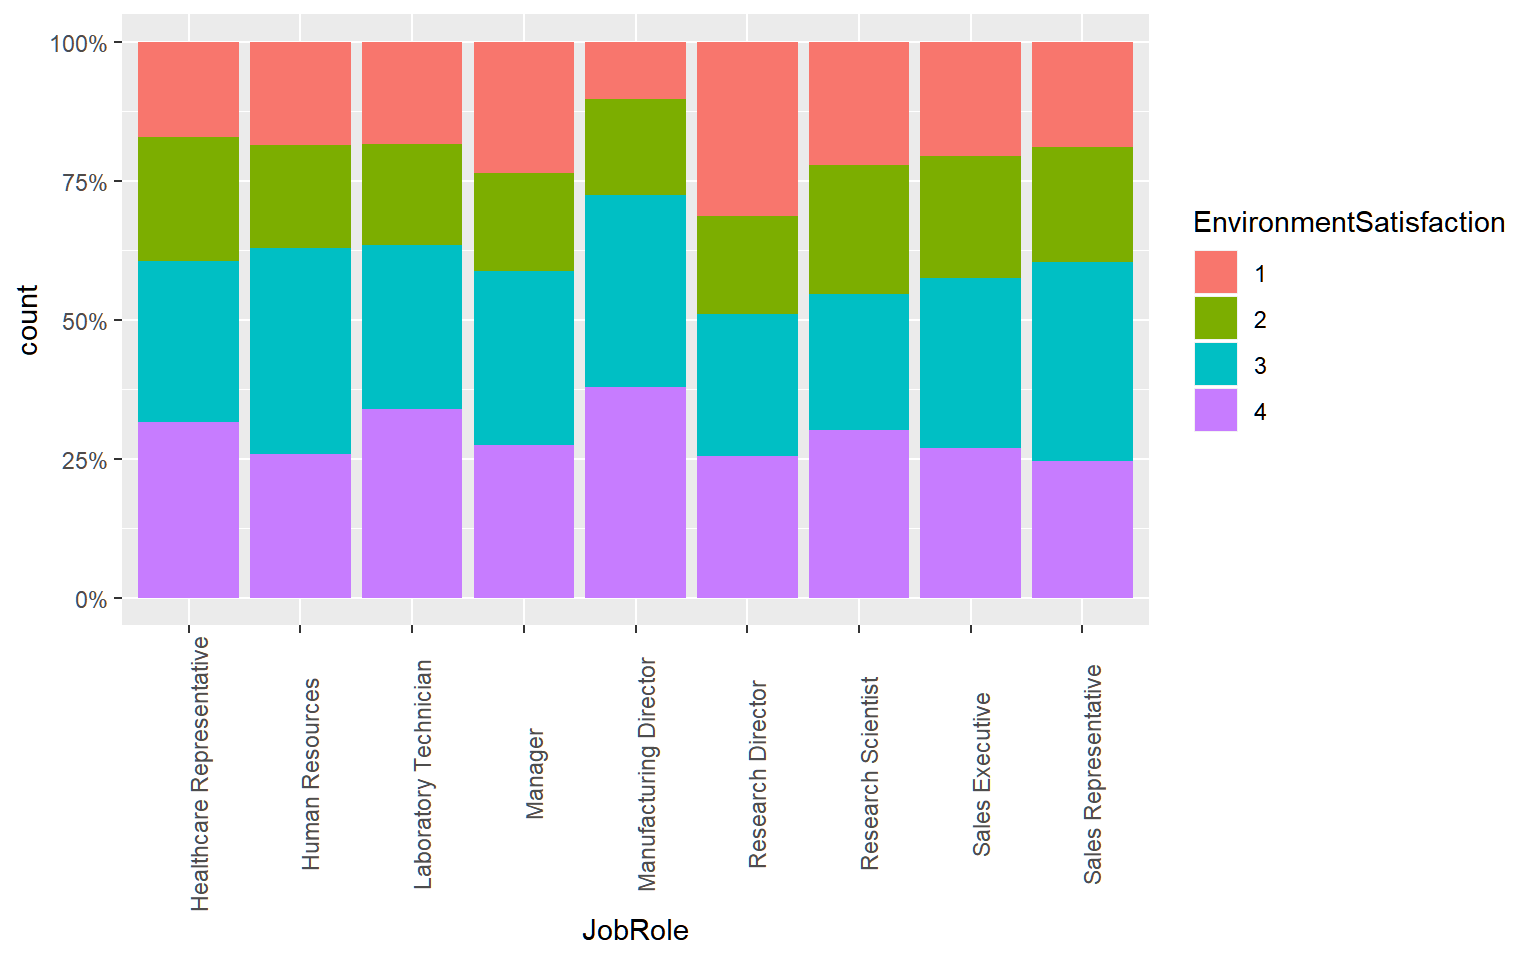 100%
75%
50%
25%
0%
count
Healthcare Representative
Human Resources
Laboratory Technician
Manager
Manufacturing Director
Research Director
Research Scientist
Sales Executive
Sales Representative
JobRole
EnvironmentSatisfaction
1
2
3
4